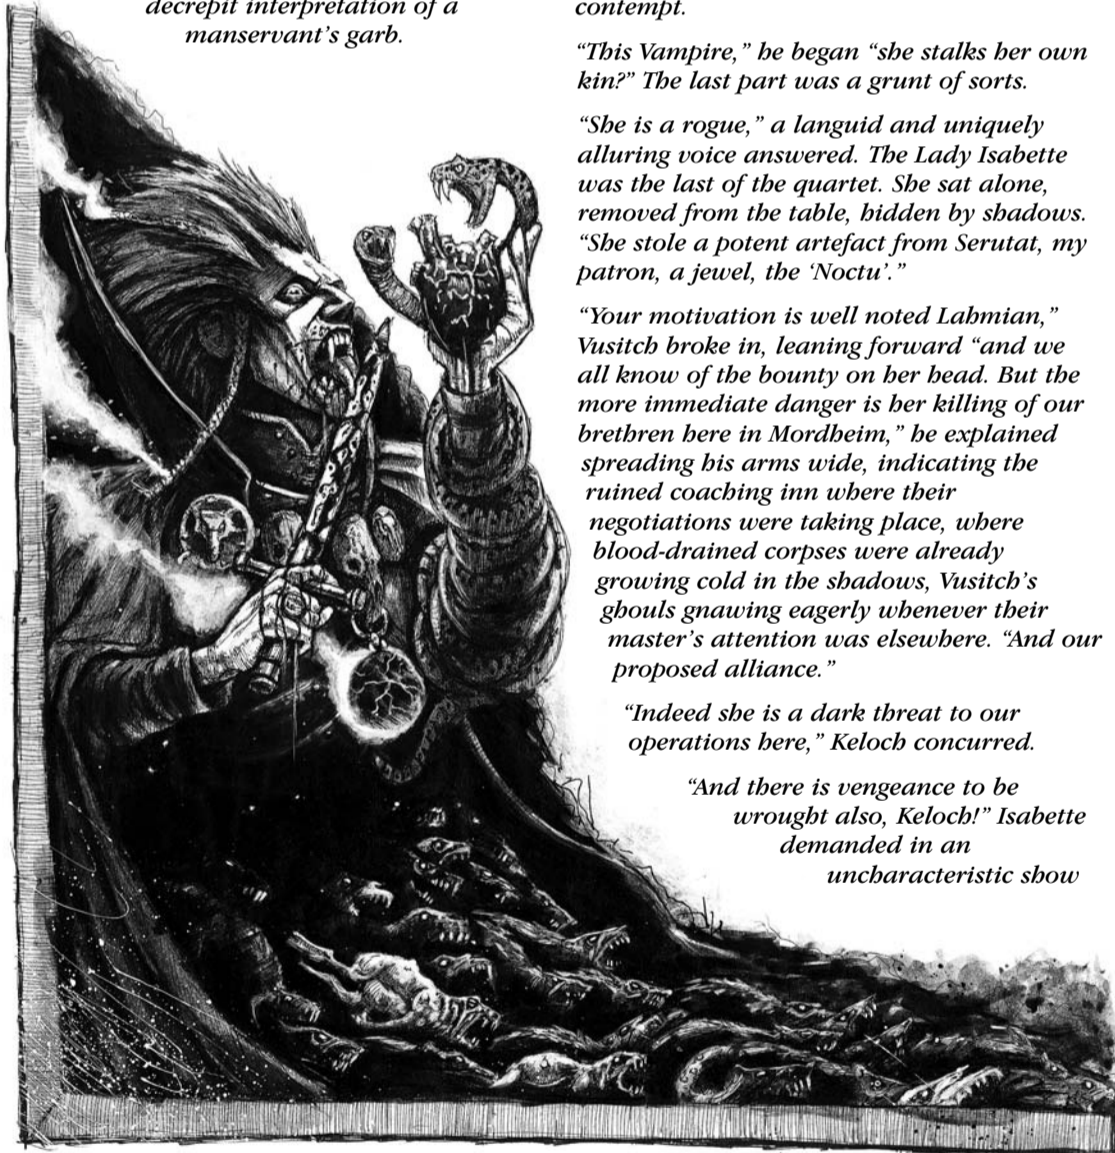 decrepit interpretation of a
manservant’s garb.
contempt.
“This Vampire,” he began “she stalks her own
kin?” The last part was a grunt of sorts.
“She is a rogue,” a languid and uniquely
alluring voice answered. The Lady Isabette
was the last of the quartet. She sat alone,
removed from the table, hidden by shadows.
“She stole a potent artefact from Serutat, my
patron, a jewel, the ‘Noctu’.”
“Your motivation is well noted Lahmian,”
Vusitch broke in, leaning forward “and we
all know of the bounty on her head. But the
more immediate danger is her killing of our
brethren here in Mordheim,” he explained
spreading his arms wide, indicating the
ruined coaching inn where their
negotiations were taking place, where
blood-drained corpses were already
growing cold in the shadows, Vusitch’s
ghouls gnawing eagerly whenever their
master’s attention was elsewhere. “And our
proposed alliance.”
“Indeed she is a dark threat to our
operations here,” Keloch concurred.
“And there is vengeance to be
wrought also, Keloch!” Isabette
demanded in an
uncharacteristic show